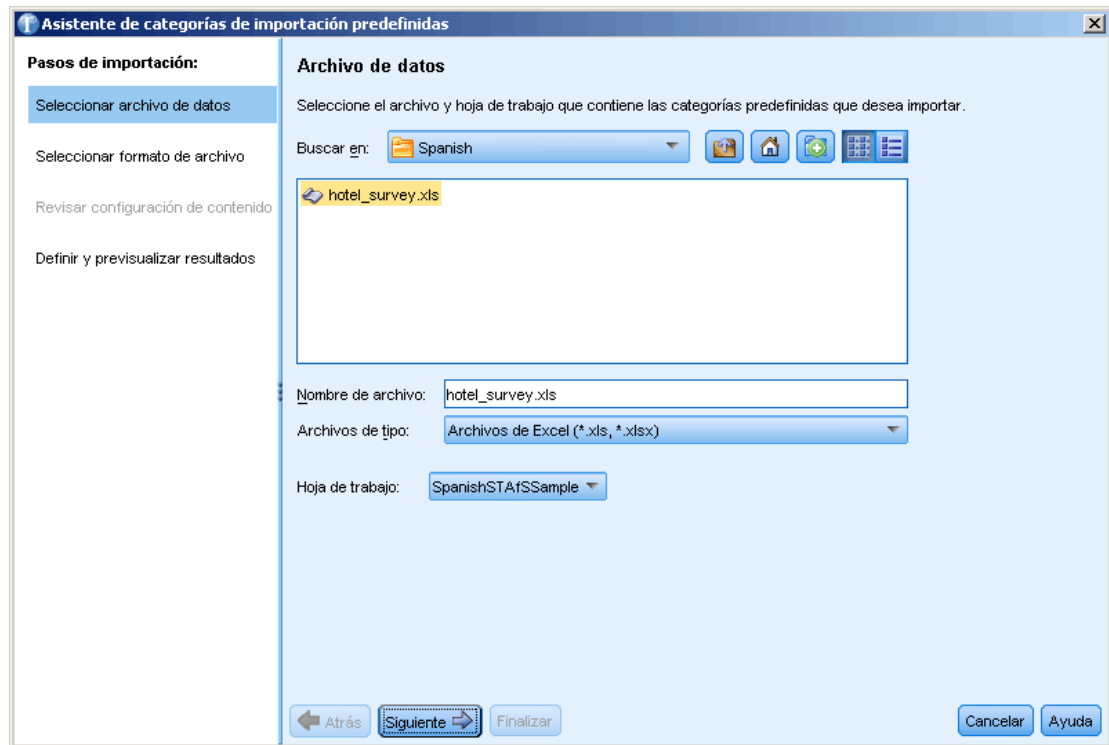 Asistente de categorías de importación predefinidas
Pasos de importación:
Seleccionar archivo de datos
Seleccionar formato de archivo
Revisar configuración de contenido
Definir y previsualizar resultados
Archivo de datos
Seleccione el archivo y hoja de trabajo que contiene las categorías predefinidas que desea importar.
Buscar en: Spanish
hotel_survey.xls
Nombre de archivo: hotel_survey.xls
Archivos de tipo: Archivos de Excel (*.xls, *.xlsx)
Hoja de trabajo: SpanishSTAfSSample
Atrás Siguiente Finalizar Cancelar Ayuda